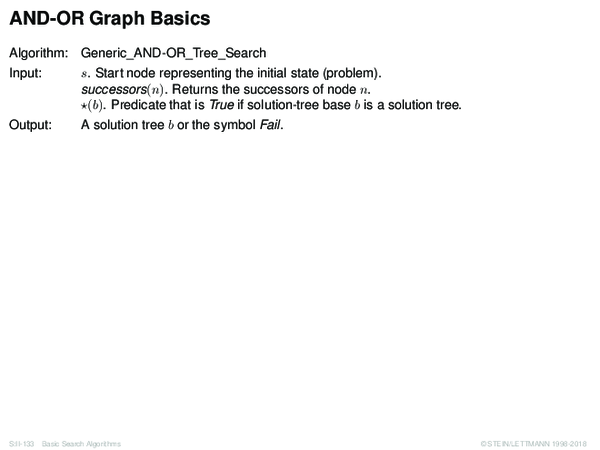 AND-OR Graph Basics
Algorithm: Generic_AND-OR_Tree_Search
Input: s. Start node representing the initial state (problem).
successors(n). Returns the successors of node n.
⋆(b). Predicate that is True if solution-tree base b is a solution tree.
Output: A solution tree b or the symbol Fail.
S:II-133 Basic Search Algorithms ©STEIN/LETTMANN 1998-2018